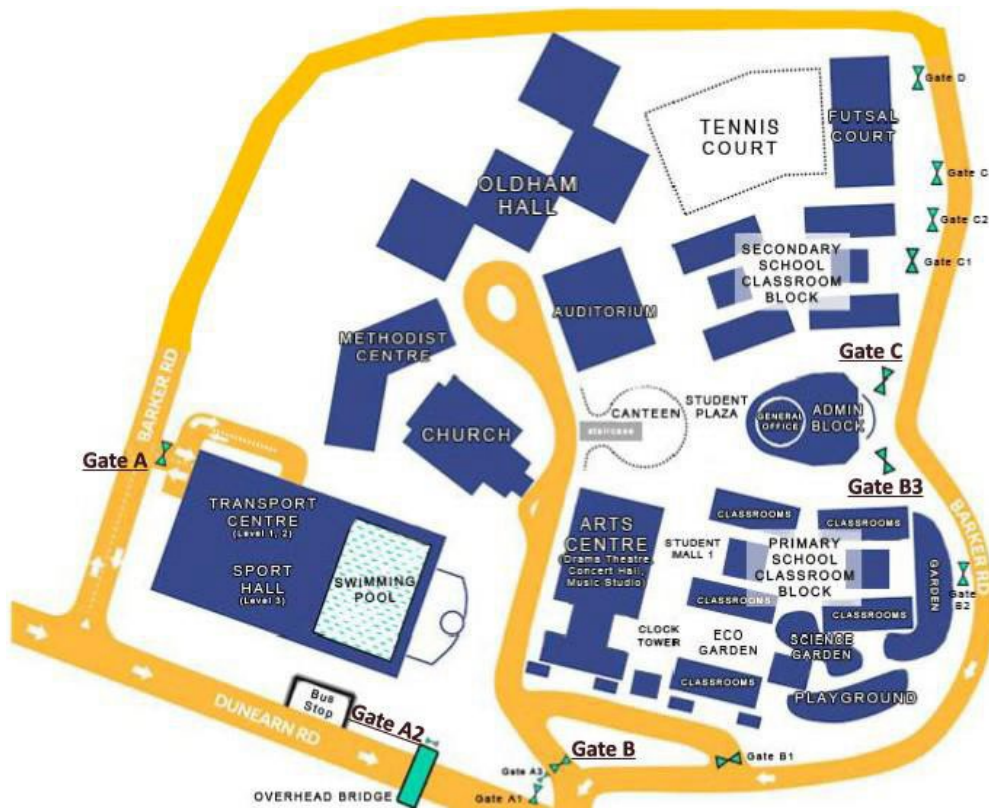 Gate D
TENNIS
COURT
FUTSAL
COURT
Gate C
OLDHAM
HALL
Gate C2
SECONDARY
SCHOOL
CLASSROOM
BLOCK
Gate C1
AUDITORIUM
METHODIST
CENTRE
BARKER RD
Gate C
STUDENT
PLAZA
CANTEEN
staircase
GENERAL
OFFICE
ADMIN
BLOCK
CHURCH
Gate A
Gate B3
TRANSPORT
CENTRE
(Level 1, 2)
SPORT
HALL
(Level 3)
SWIMMING
POOL
ARTS
CENTRE
(Drama Theatre,
Concert Hall,
Music Studio)
STUDENT
MALL 1
CLASSROOMS
CLASSROOMS
PRIMARY
SCHOOL
CLASSROOM
BLOCK
BARKER RD
GARDEN
Gate
B2
CLASSROOMS
CLASSROOMS
CLOCK
TOWER
ECO
GARDEN
SCIENCE
GARDEN
CLASSROOMS
PLAYGROUND
Bus
Stop
DUNEARN RD
Gate A2
Gate B
Gate B1
Gate A3
Gate A1
OVERHEAD BRIDGE